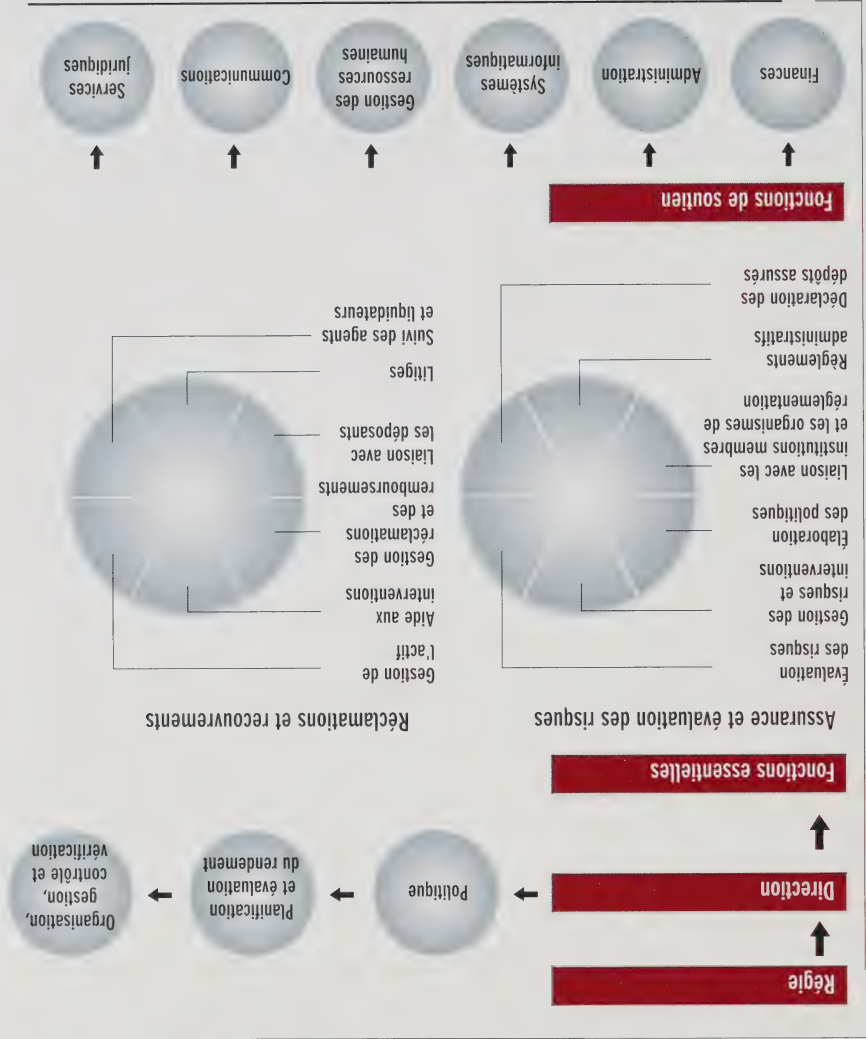 Régie
Direction
Politique
Planification
et évaluation
du rendement
Organisation,
gestion,
contrôle et
vérification
Fonctions essentielles
Assurance et évaluation des risques
Évaluation
des risques
Gestion des
risques et
interventions
Élaboration
des politiques
Liaison avec les
institutions membres
et les organismes de
réglementation
Règlements
administratifs
Déclaration des
dépôts assurés
Réclamations et recouvrements
Gestion de
l'actif
Aide aux
interventions
Gestion des
réclamations
et des
remboursements
Liaison avec
les déposants
Litiges
Suivi des agents
et liquidateurs
Fonctions de soutien
Finances
Administration
Systèmes
informatiques
Gestion des
ressources
humaines
Communications
Services
juridiques